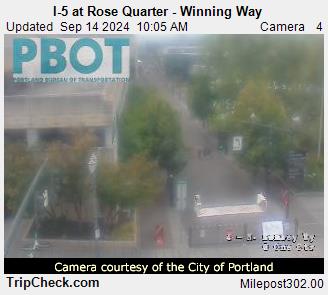 I-5 at Rose Quarter - Winning Way
Updated Sep 14 2024 10:05 AM
Camera 4
PBOT
PORTLAND BUREAU OF TRANSPORTATION
Camera courtesy of the City of Portland
TripCheck.com
Milepost302.00